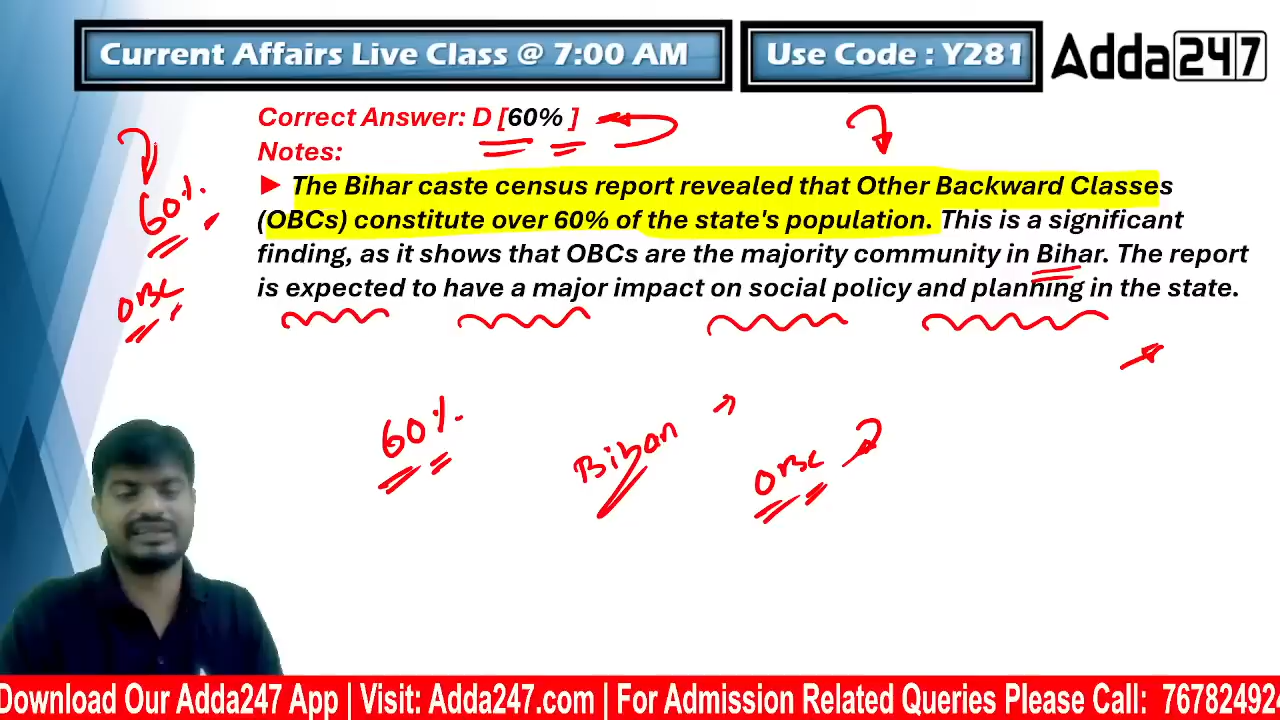 Current Affairs Live Class @ 7:00 AM
Use Code : Y281
Adda247
Correct Answer: D [60% ]
Notes:
► The Bihar caste census report revealed that Other Backward Classes
(OBCs) constitute over 60% of the state's population. This is a significant
finding, as it shows that OBCs are the majority community in Bihar. The report
is expected to have a major impact on social policy and planning in the state.
60%
OBC
60%
Bihar
OBC
Download Our Adda247 App | Visit: Adda247.com | For Admission Related Queries Please Call: 76782492